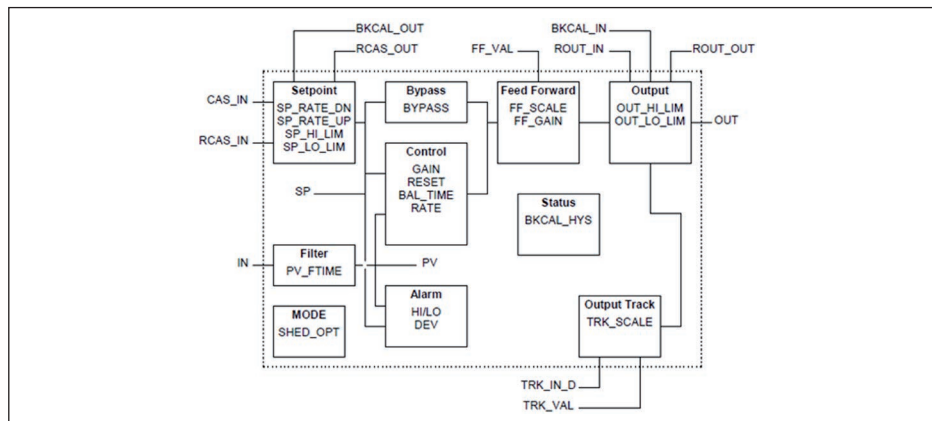 BKCAL_OUT
BKCAL_IN
RCAS_OUT
FF_VAL
ROUT_IN
ROUT_OUT
CAS_IN
RCAS_IN
Setpoint
SP_RATE_DN
SP_RATE_UP
SP_HI_LIM
SP_LO_LIM
Bypass
BYPASS
Feed Forward
FF_SCALE
FF_GAIN
Output
OUT_HI_LIM
OUT_LO_LIM
OUT
Control
GAIN
RESET
BAL_TIME
RATE
SP
Status
BKCAL_HYS
IN
Filter
PV_FTIME
PV
Alarm
HI/LO
DEV
MODE
SHED_OPT
Output Track
TRK_SCALE
TRK_IN_D
TRK_VAL